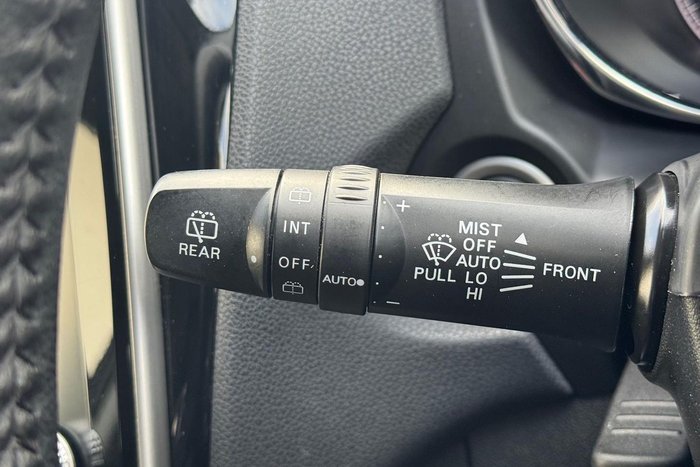 REAR
INT
OFF
AUTO
+
−
MIST
OFF
AUTO
LO
HI
PULL
FRONT